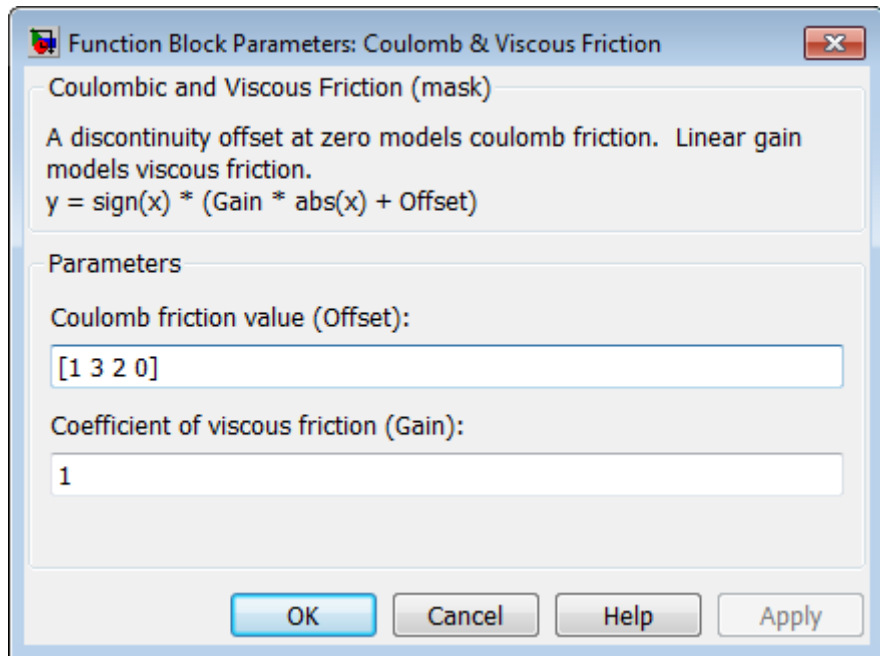 Function Block Parameters: Coulomb & Viscous Friction
Coulombic and Viscous Friction (mask)
A discontinuity offset at zero models coulomb friction.  Linear gain
models viscous friction.
y = sign(x) * (Gain * abs(x) + Offset)
Parameters
Coulomb friction value (Offset):
[1 3 2 0]
Coefficient of viscous friction (Gain):
1
OK Cancel Help Apply